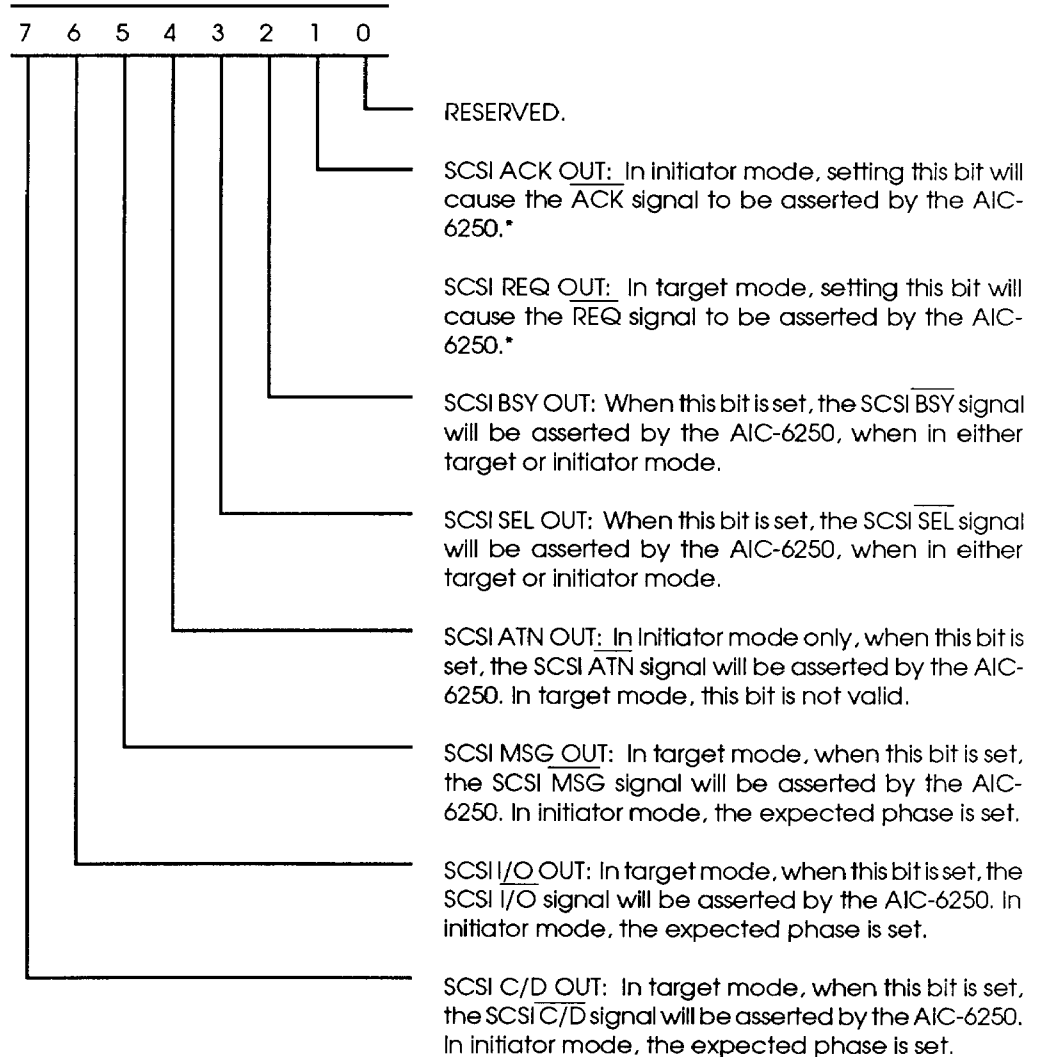 7 6 5 4 3 2 1 0
RESERVED.
SCSI ACK OUT: In initiator mode, setting this bit will
cause the ACK signal to be asserted by the AIC-
6250.*
SCSI REQ OUT: In target mode, setting this bit will
cause the REQ signal to be asserted by the AIC-
6250.*
SCSI BSY OUT: When this bit is set, the SCSI BSY signal
will be asserted by the AIC-6250, when in either
target or initiator mode.
SCSI SEL OUT: When this bit is set, the SCSI SEL signal
will be asserted by the AIC-6250, when in either
target or initiator mode.
SCSI ATN OUT: In Initiator mode only, when this bit is
set, the SCSI ATN signal will be asserted by the AIC-
6250. In target mode, this bit is not valid.
SCSI MSG OUT: In target mode, when this bit is set,
the SCSI MSG signal will be asserted by the AIC-
6250. In initiator mode, the expected phase is set.
SCSI I/O OUT: In target mode, when this bit is set, the
SCSI I/O signal will be asserted by the AIC-6250. In
initiator mode, the expected phase is set.
SCSI C/D OUT: In target mode, when this bit is set,
the SCSI C/D signal will be asserted by the AIC-6250.
In initiator mode, the expected phase is set.